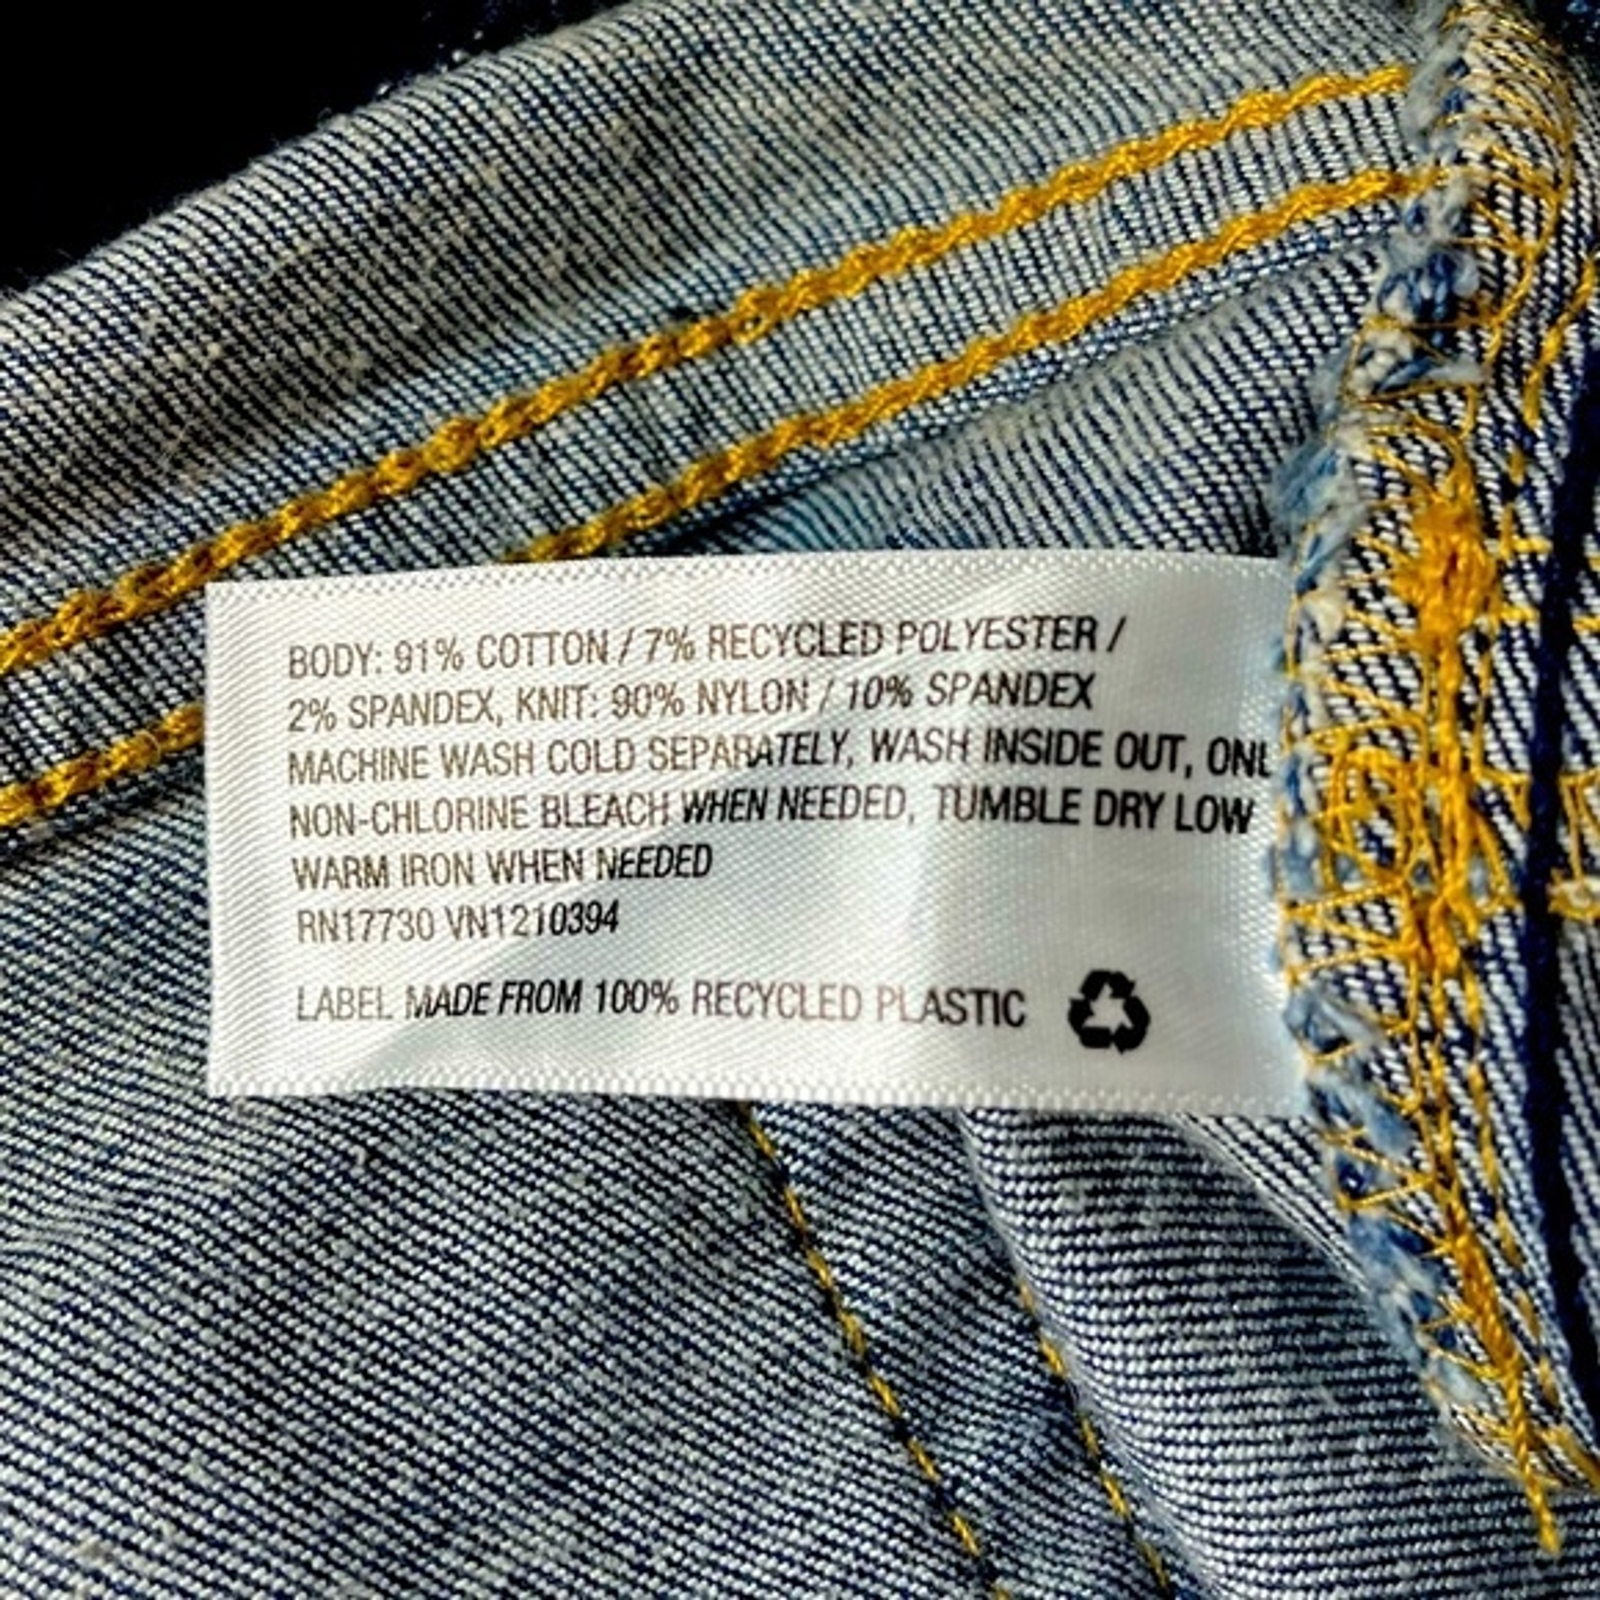 BODY: 91% COTTON / 7% RECYCLED POLYESTER /
2% SPANDEX, KNIT: 90% NYLON / 10% SPANDEX
MACHINE WASH COLD SEPARATELY, WASH INSIDE OUT, ONL
NON-CHLORINE BLEACH WHEN NEEDED, TUMBLE DRY LOW
WARM IRON WHEN NEEDED
RN17730 VN1210394
LABEL MADE FROM 100% RECYCLED PLASTIC